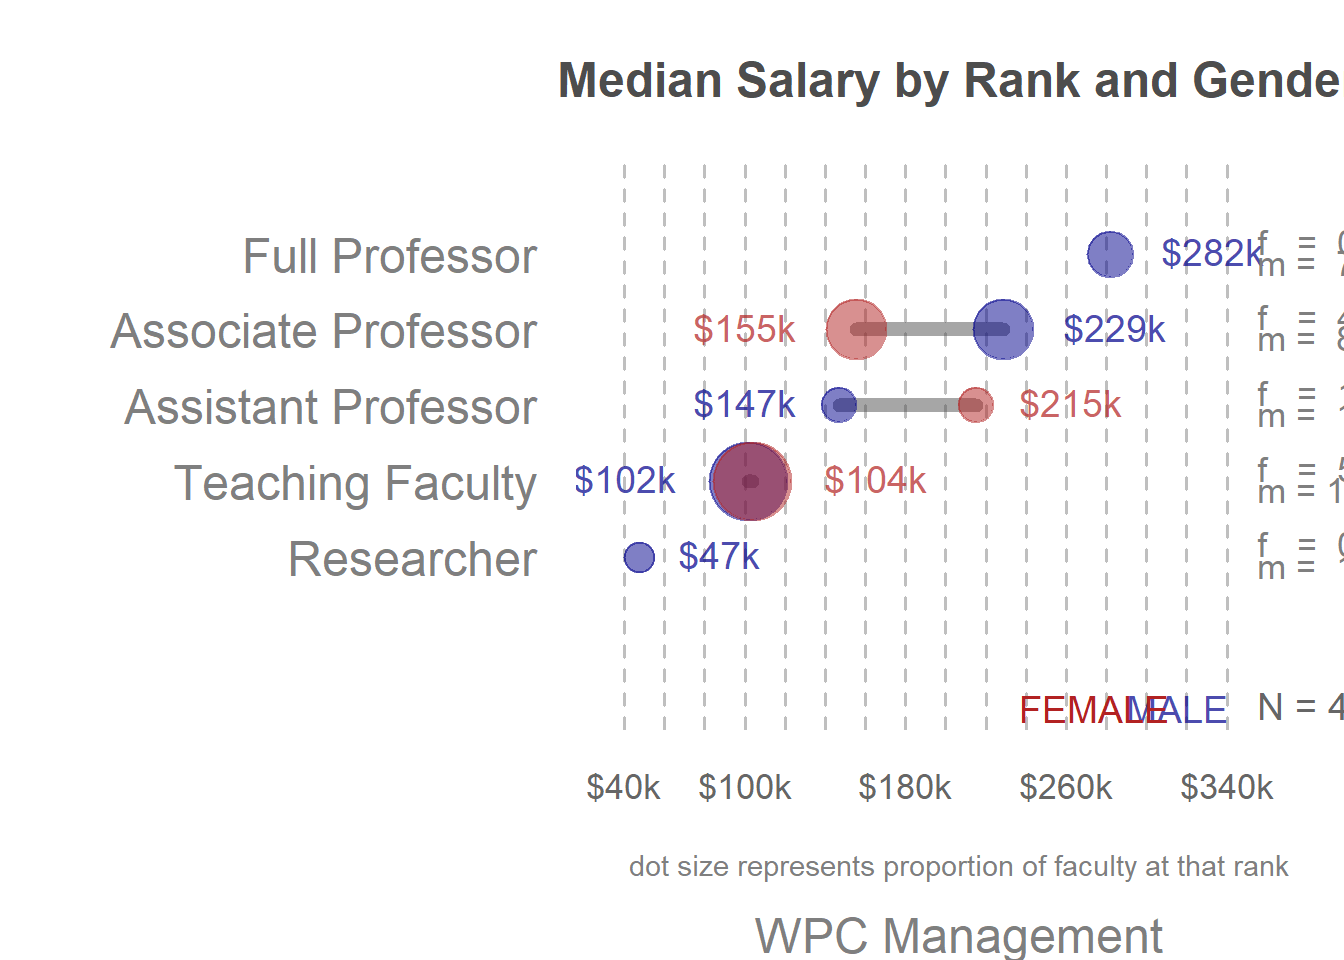 Median Salary by Rank and Gende
Full Professor
$282k
f =
m =
Associate Professor
$155k
$229k
f =
m =
Assistant Professor
$147k
$215k
f =
m =
Teaching Faculty
$102k
$104k
f =
m = 1
Researcher
$47k
f =
m =
FEMALE
MALE
N = 4
$40k $100k $180k $260k $340k
dot size represents proportion of faculty at that rank
WPC Management